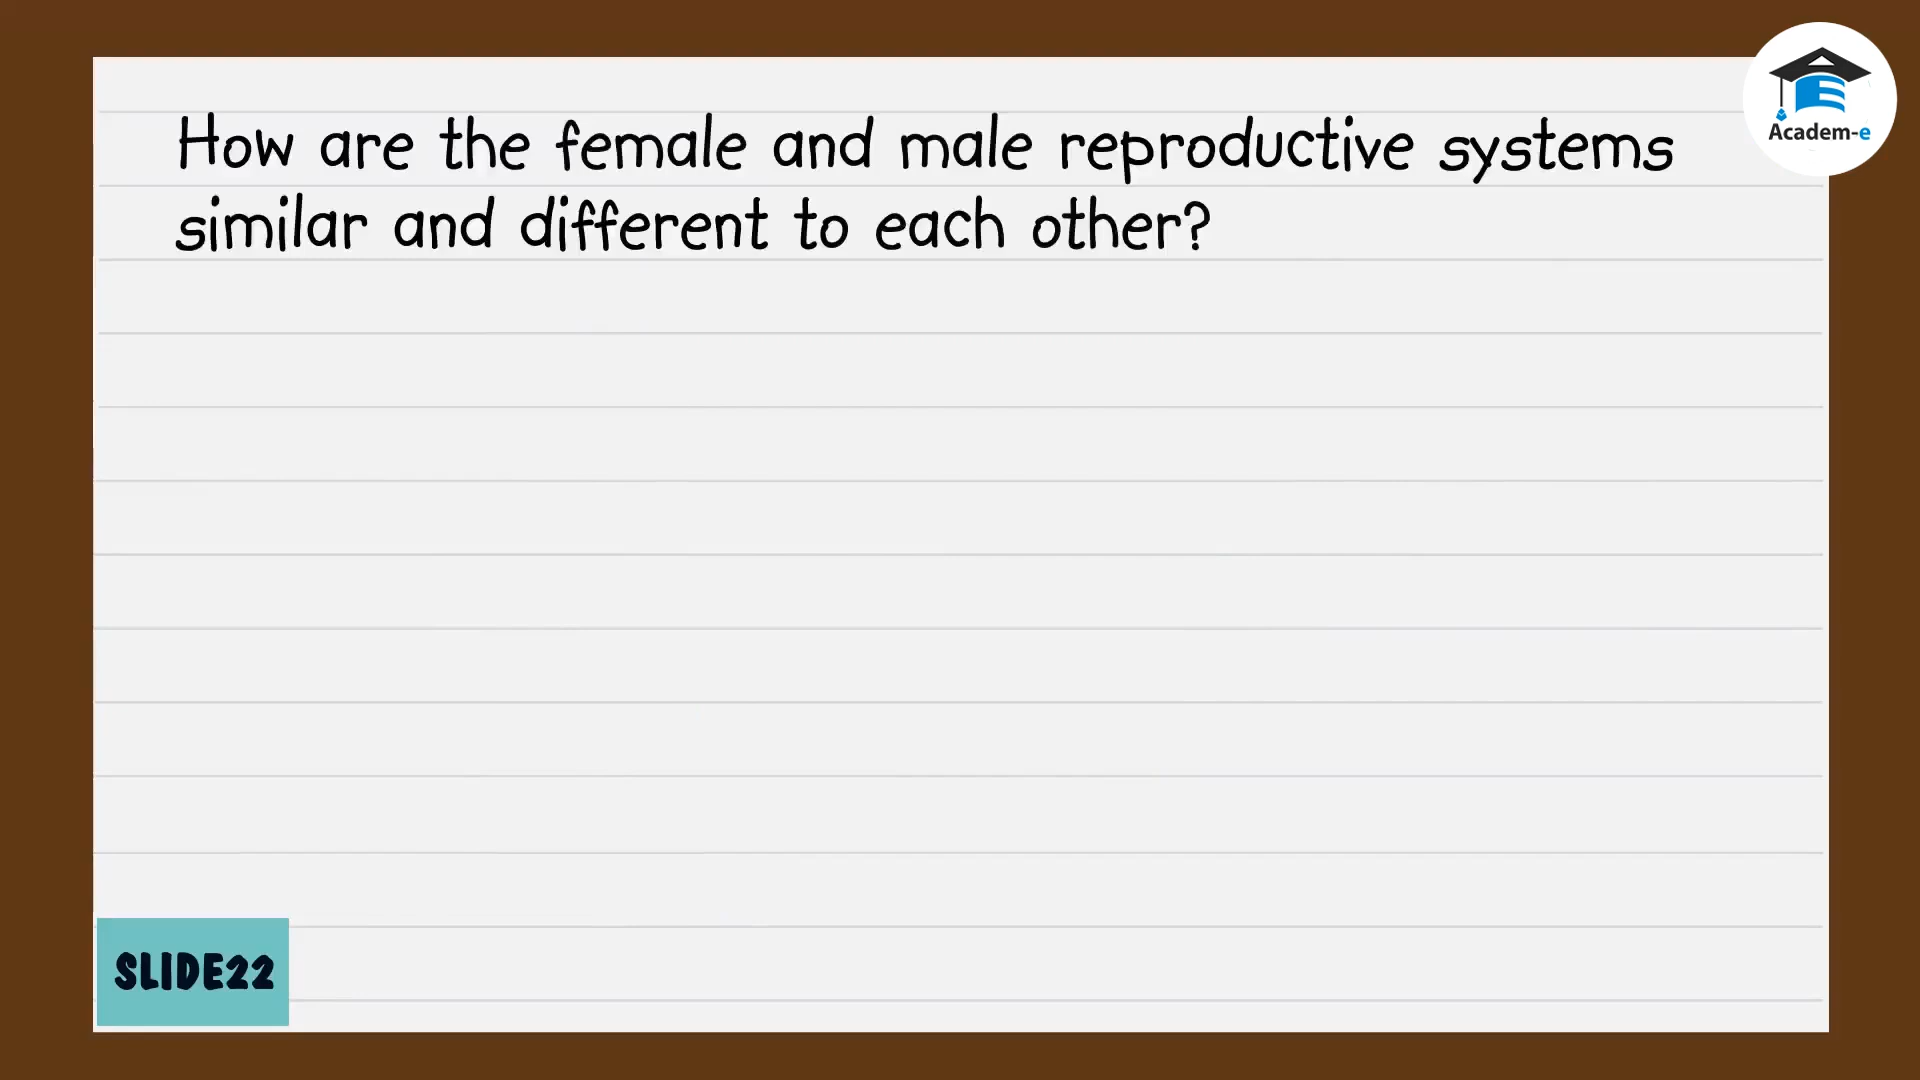 How are the female and male reproductive systems
similar and different to each other?
Academ-e
SLIDE22